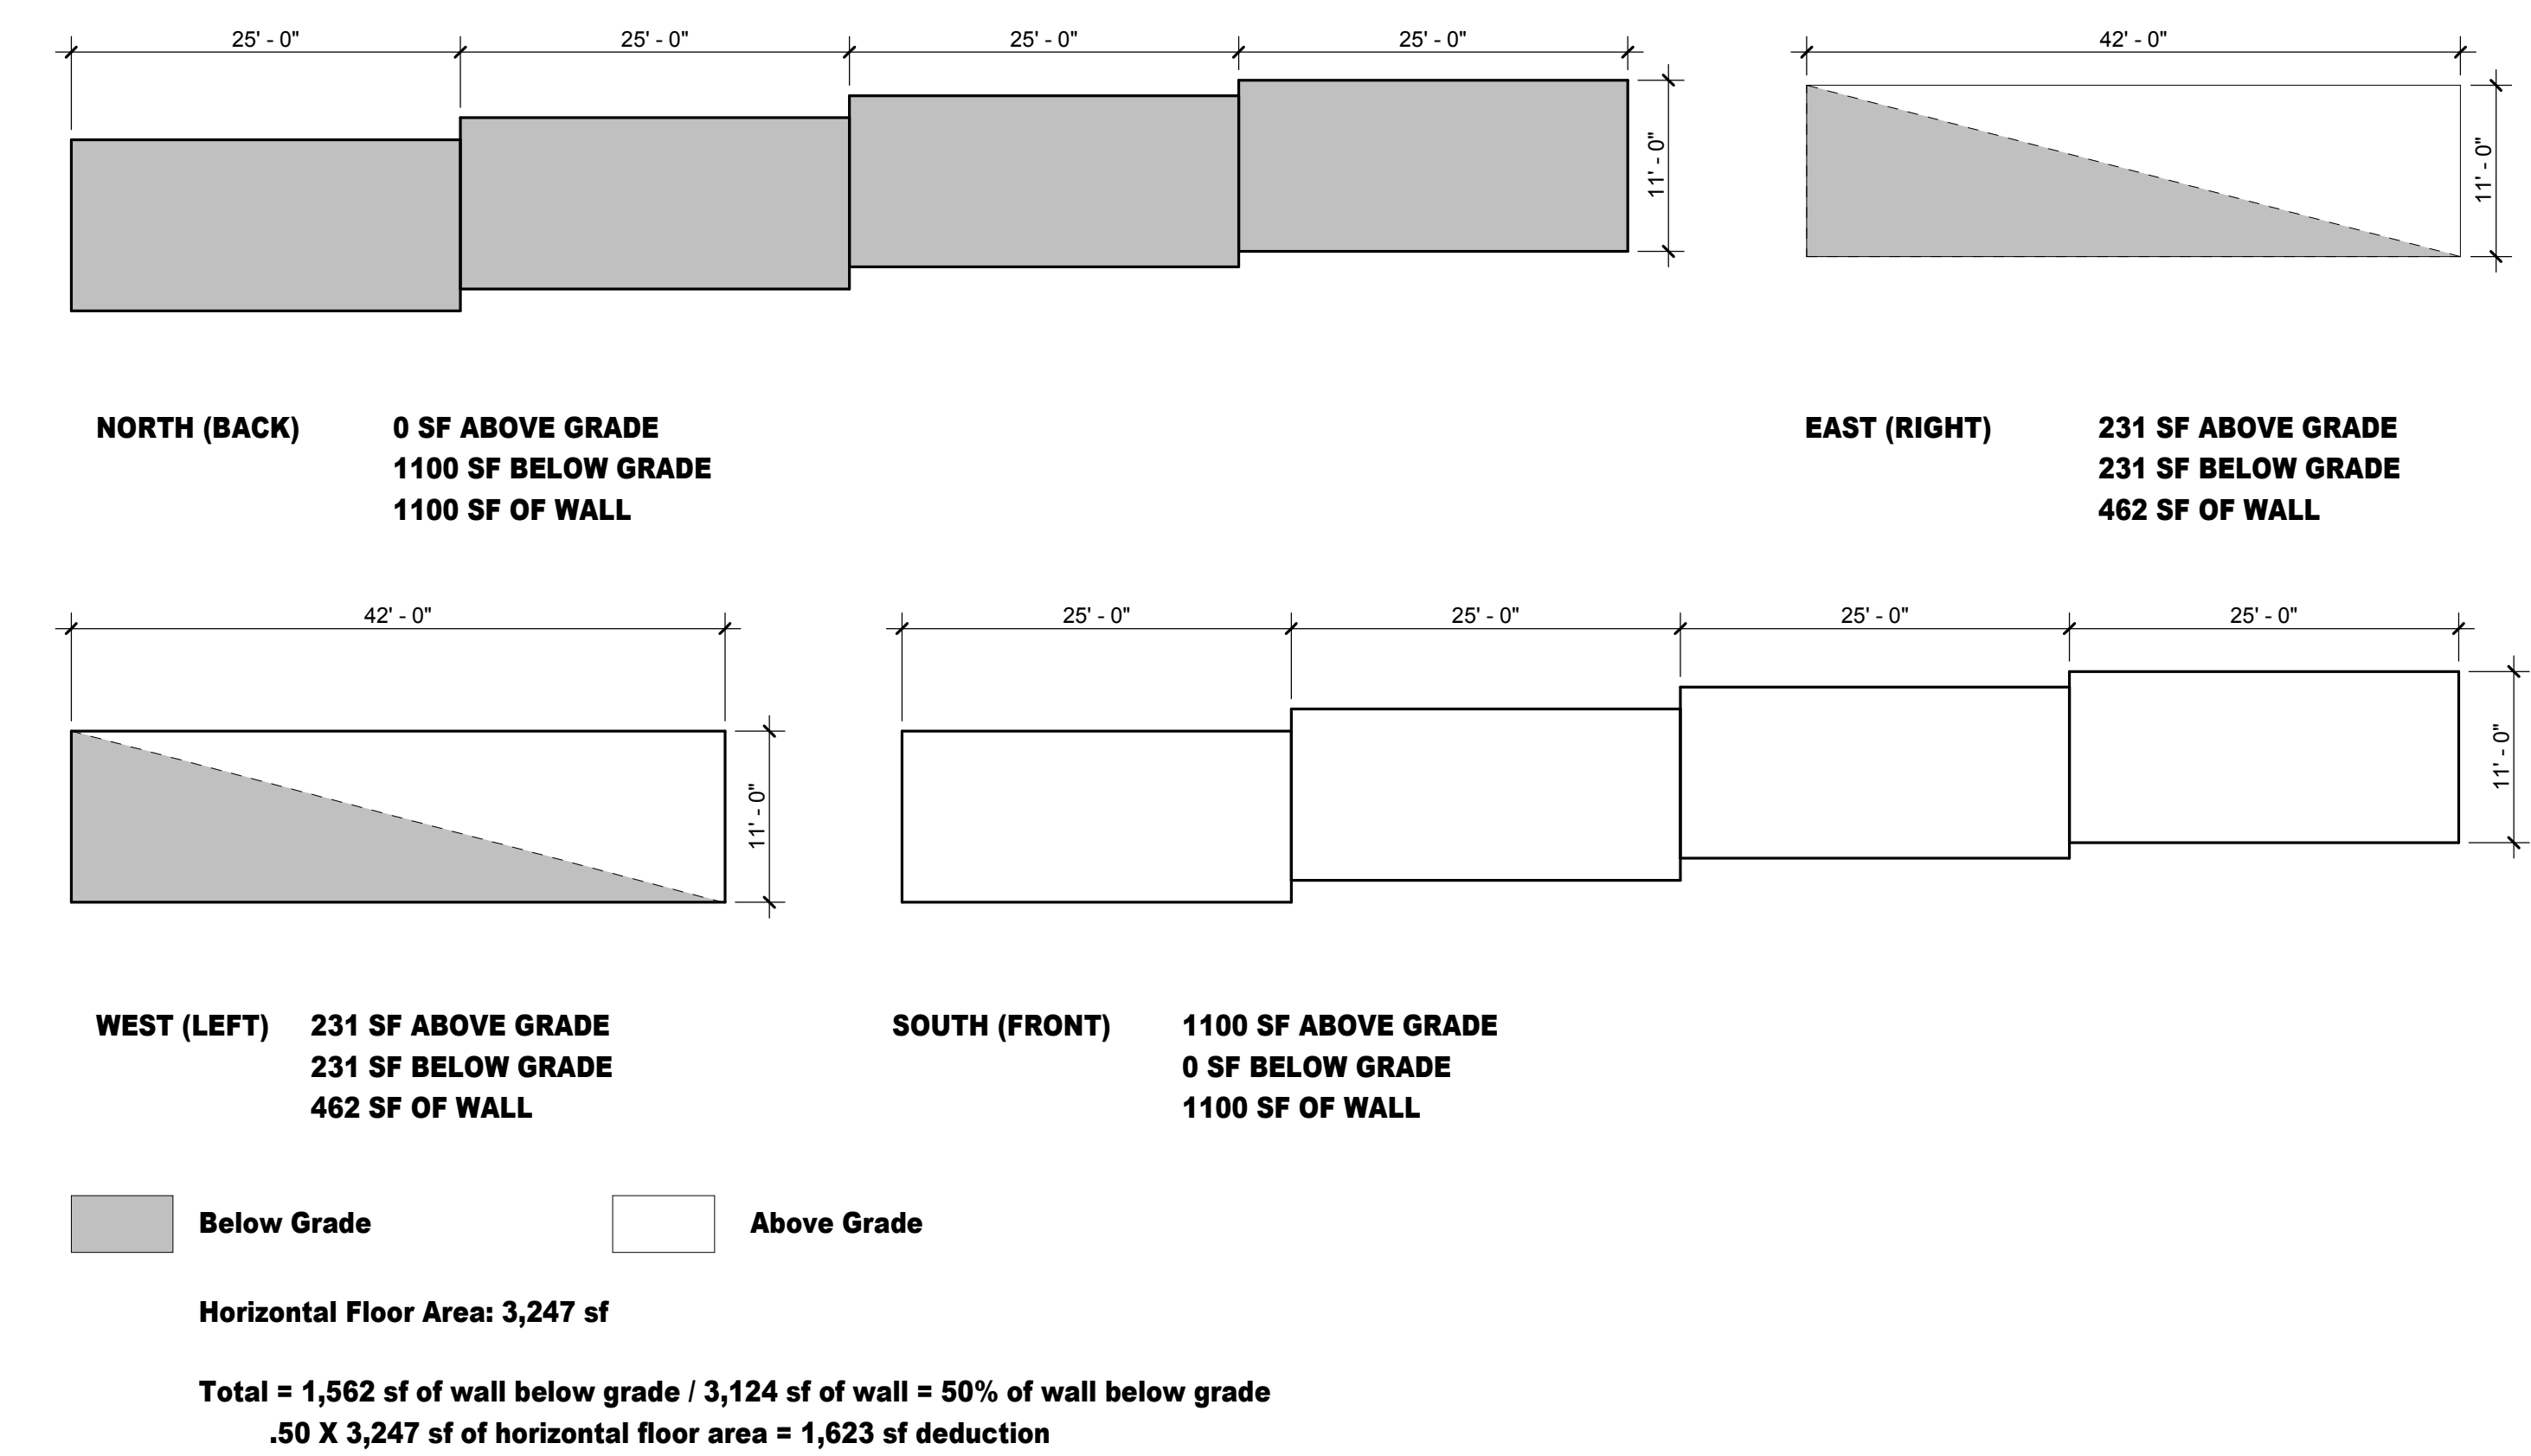 25' - 0" 25' - 0" 25' - 0" 25' - 0" 42' - 0"
11' - 0" 11' - 0"
NORTH (BACK) 0 SF ABOVE GRADE
1100 SF BELOW GRADE
1100 SF OF WALL
EAST (RIGHT) 231 SF ABOVE GRADE
231 SF BELOW GRADE
462 SF OF WALL
42' - 0" 25' - 0" 25' - 0" 25' - 0" 25' - 0"
11' - 0" 11' - 0"
WEST (LEFT) 231 SF ABOVE GRADE
231 SF BELOW GRADE
462 SF OF WALL
SOUTH (FRONT) 1100 SF ABOVE GRADE
0 SF BELOW GRADE
1100 SF OF WALL
Below Grade Above Grade
Horizontal Floor Area: 3,247 sf
Total = 1,562 sf of wall below grade / 3,124 sf of wall = 50% of wall below grade
.50 X 3,247 sf of horizontal floor area = 1,623 sf deduction